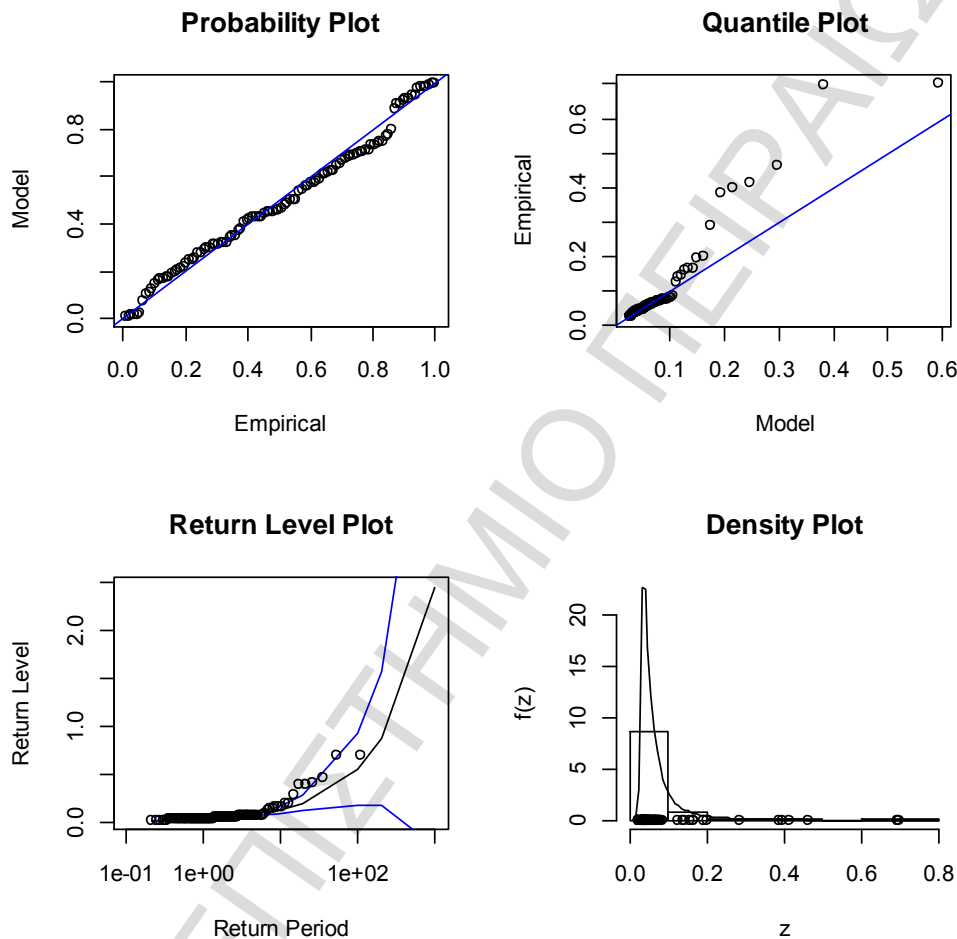 Probability Plot
Model
0.0 0.4 0.8
0.0 0.2 0.4 0.6 0.8 1.0
Empirical
Quantile Plot
Empirical
0.0 0.2 0.4 0.6
0.1 0.2 0.3 0.4 0.5 0.6
Model
Return Level Plot
Return Level
0.0 1.0 2.0
1e-01 1e+00 1e+02
Return Period
Density Plot
f(z)
0 5 10 15 20
0.0 0.2 0.4 0.6 0.8
z